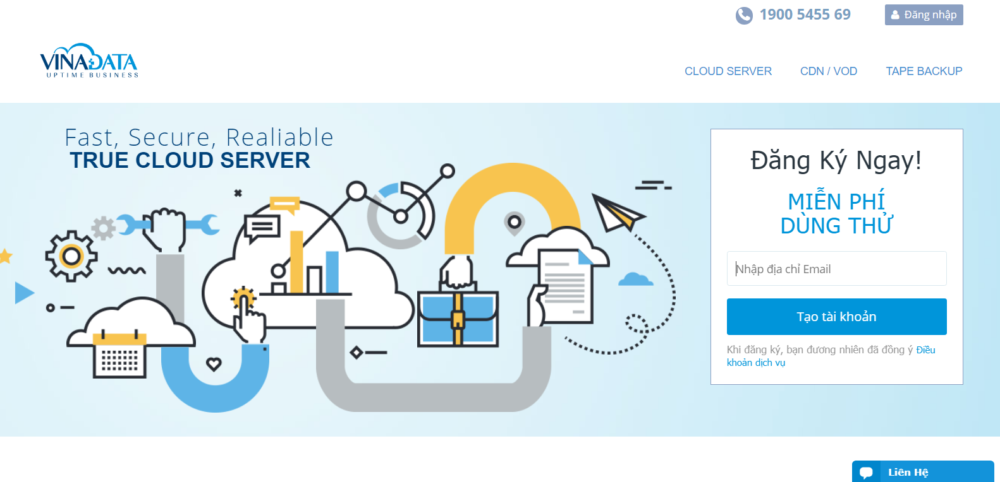 1900 5455 69
Đăng nhập
VINADATA
UPTIME BUSINESS
CLOUD SERVER
CDN / VOD
TAPE BACKUP
Fast, Secure, Realiable
TRUE CLOUD SERVER
Đăng Ký Ngay!
MIỄN PHÍ
DÙNG THỬ
Nhập địa chỉ Email
Tạo tài khoản
Khi đăng ký, bạn đương nhiên đã đồng ý Điều
khoản dịch vụ
Liên Hệ